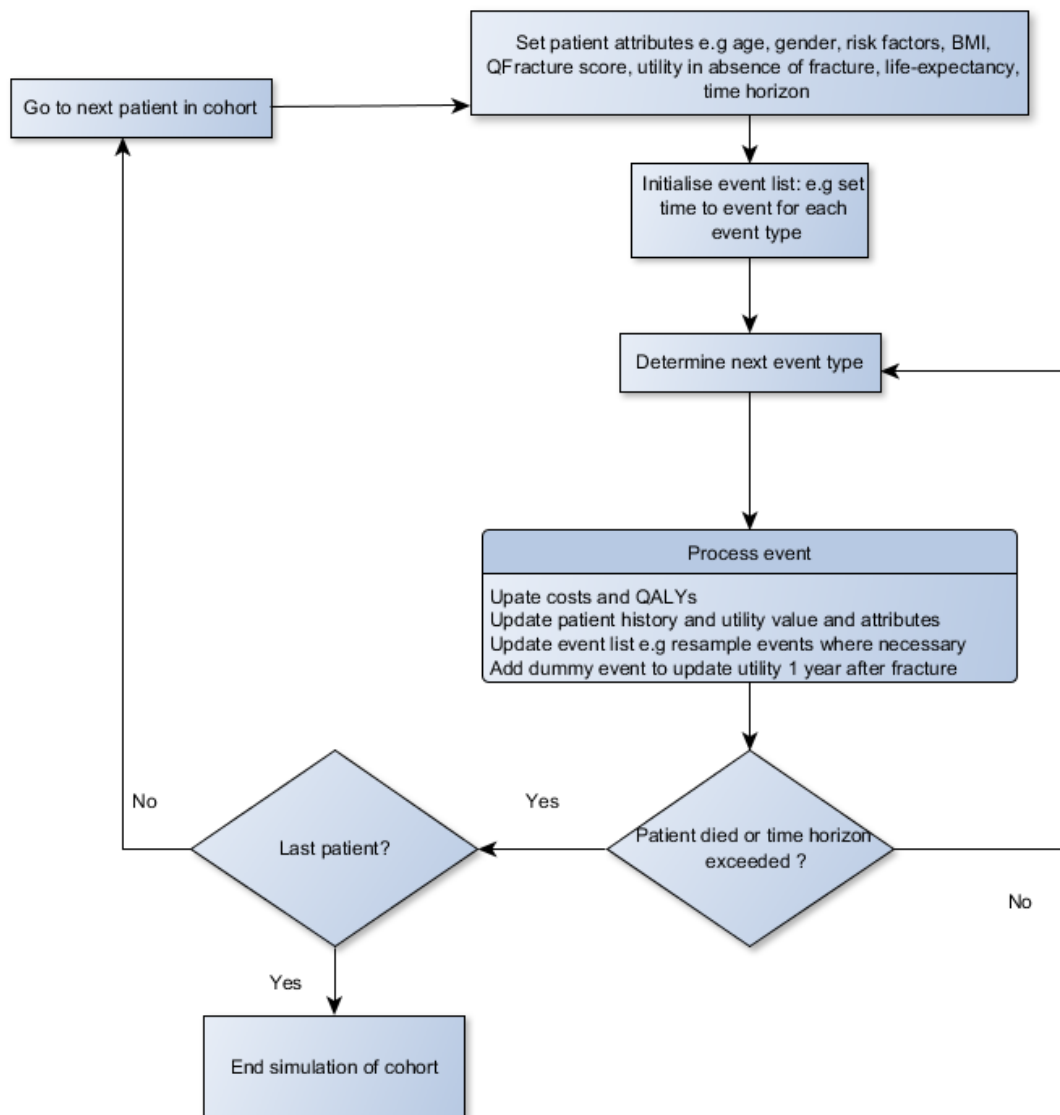 Set patient attributes e.g age, gender, risk factors, BMI,
QFracture score, utility in absence of fracture, life-expectancy,
time horizon
Go to next patient in cohort
Initialise event list: e.g set
time to event for each
event type
Determine next event type
Process event
Upate costs and QALYs
Update patient history and utility value and attributes
Update event list e.g resample events where necessary
Add dummy event to update utility 1 year after fracture
No
Yes
Last patient?
Patient died or time horizon
exceeded ?
No
Yes
End simulation of cohort